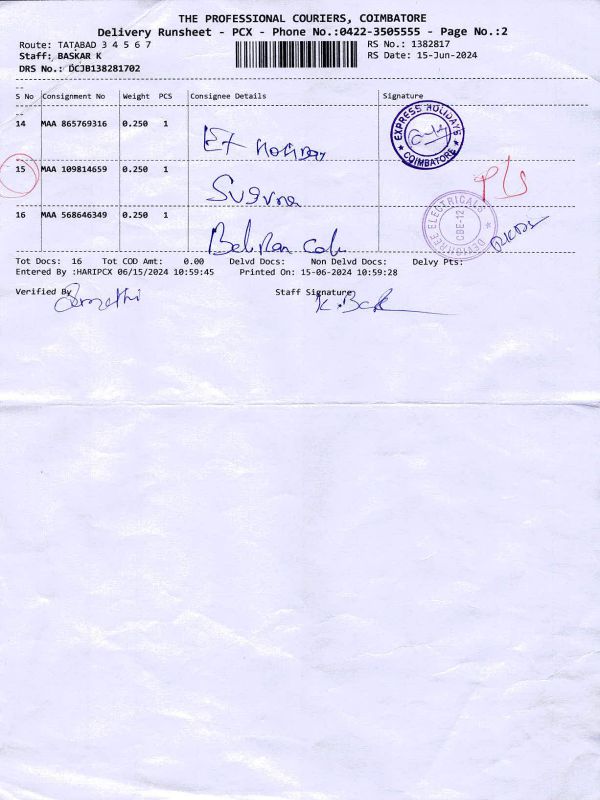 THE PROFESSIONAL COURIERS, COIMBATORE
Delivery Runsheet - PCX - Phone No.:0422-3505555 - Page No.:2
Route: TATABAD 3 4 5 6 7 RS No.: 1382817
Staff: BASKAR K RS Date: 15-Jun-2024
DRS No.: DCJB138281702
S No Consignment No Weight PCS Consignee Details Signature
14 MAA 865769316 0.250 1
EXPRESS HOLIDAYS COIMBATORE
15 MAA 109814659 0.250 1
16 MAA 568646349 0.250 1
ELECTRICALS CBE-12
Tot Docs: 16 Tot COD Amt: 0.00 Delvd Docs: Non Delvd Docs: Delvy Pts:
Entered By :HARIPCX 06/15/2024 10:59:45 Printed On: 15-06-2024 10:59:28
Verified By Staff Signature